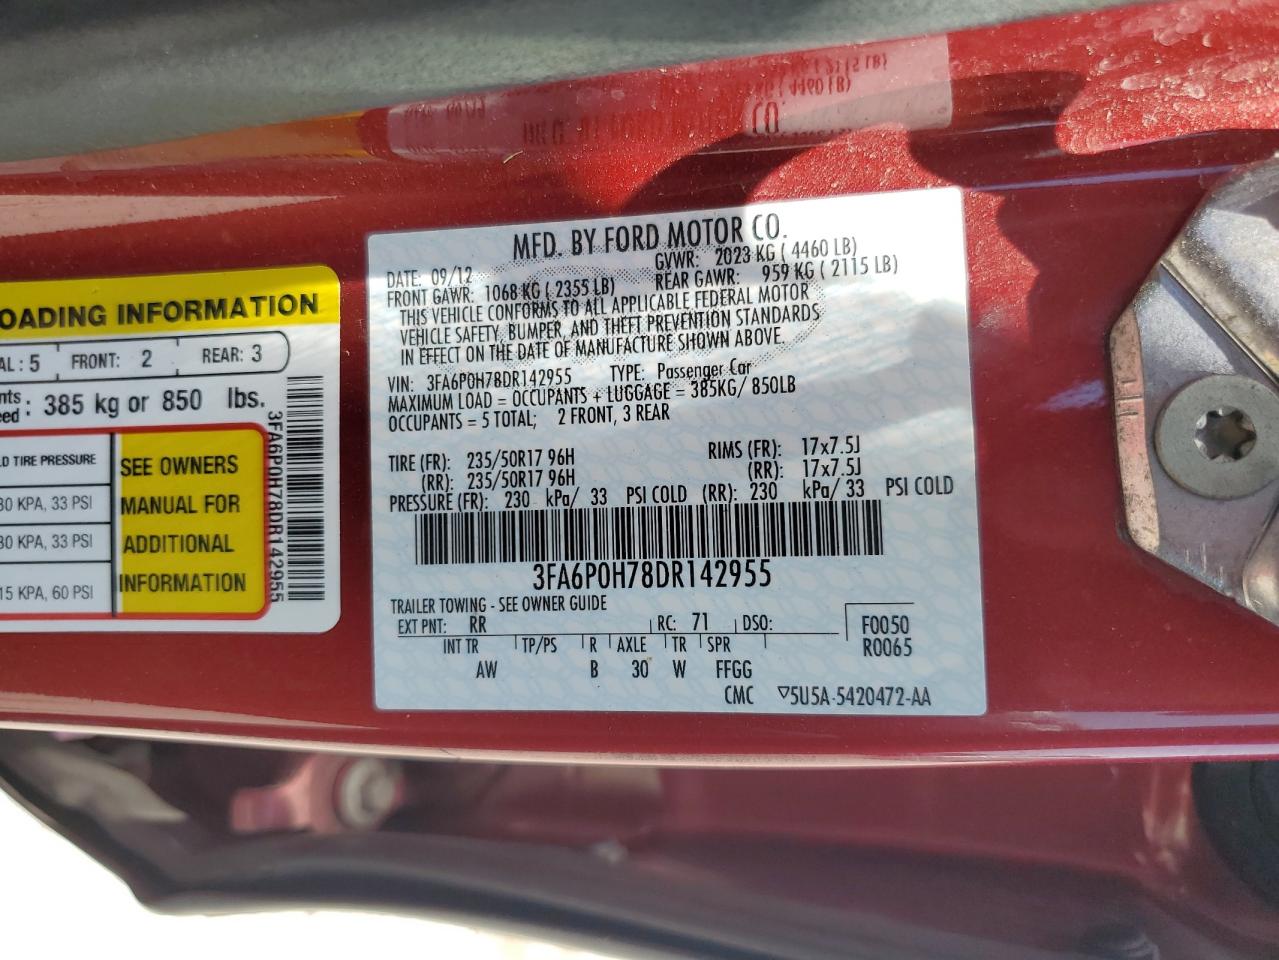 MFD. BY FORD MOTOR CO.
DATE: 09/12 GVWR: 2023 KG ( 4460 LB)
FRONT GAWR: 1068 KG ( 2355 LB) REAR GAWR: 959 KG ( 2115 LB)
THIS VEHICLE CONFORMS TO ALL APPLICABLE FEDERAL MOTOR
VEHICLE SAFETY, BUMPER, AND THEFT PREVENTION STANDARDS
IN EFFECT ON THE DATE OF MANUFACTURE SHOWN ABOVE.
VIN: 3FA6P0H78DR142955 TYPE: Passenger Car
MAXIMUM LOAD = OCCUPANTS + LUGGAGE = 385KG/ 850LB
OCCUPANTS = 5 TOTAL; 2 FRONT, 3 REAR
TIRE (FR): 235/50R17 96H RIMS (FR): 17x7.5J
(RR): 235/50R17 96H (RR): 17x7.5J
PRESSURE (FR): 230 kPa/ 33 PSI COLD (RR): 230 kPa/ 33 PSI COLD
3FA6P0H78DR142955
TRAILER TOWING - SEE OWNER GUIDE
EXT PNT: RR RC: 71 DSO: F0050
INT TR TP/PS R AXLE TR SPR R0065
AW B 30 W FFGG
CMC ▽5U5A-5420472-AA
OADING INFORMATION
AL : 5 FRONT: 2 REAR: 3
nts
eed : 385 kg or 850 lbs.
LD TIRE PRESSURE
30 KPA, 33 PSI
30 KPA, 33 PSI
15 KPA, 60 PSI
SEE OWNERS
MANUAL FOR
ADDITIONAL
INFORMATION
3FA6P0H78DR142955